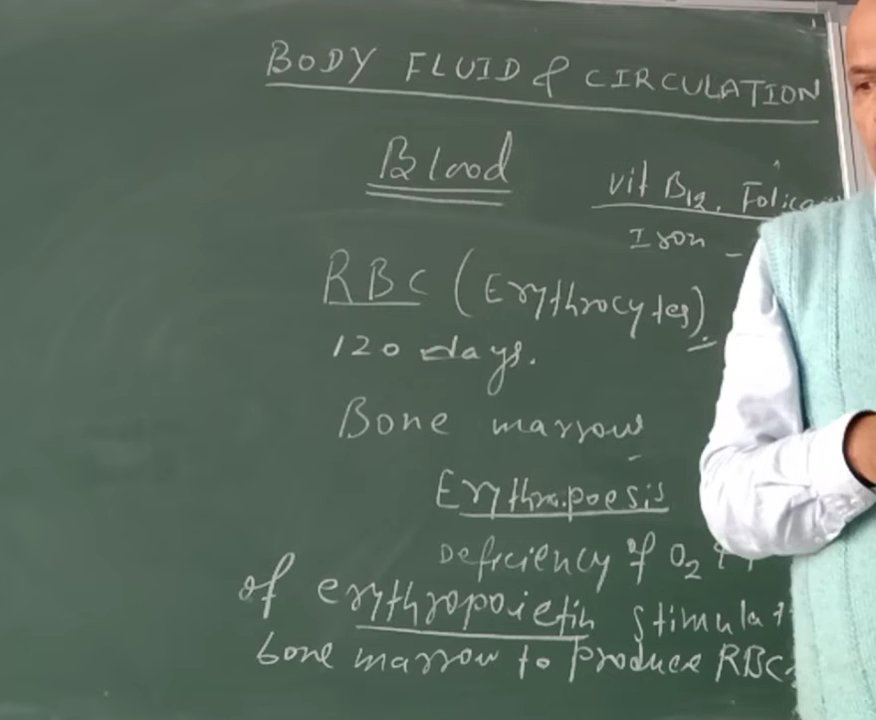 BODY FLUID & CIRCULATION
Blood
vit B12, Folic
Iron -
RBC (Erythrocytes).
120 days.
Bone marrow
Erythropoesis
Deficiency of O2
of erythropoietin stimulat
bone marrow to produce RBC